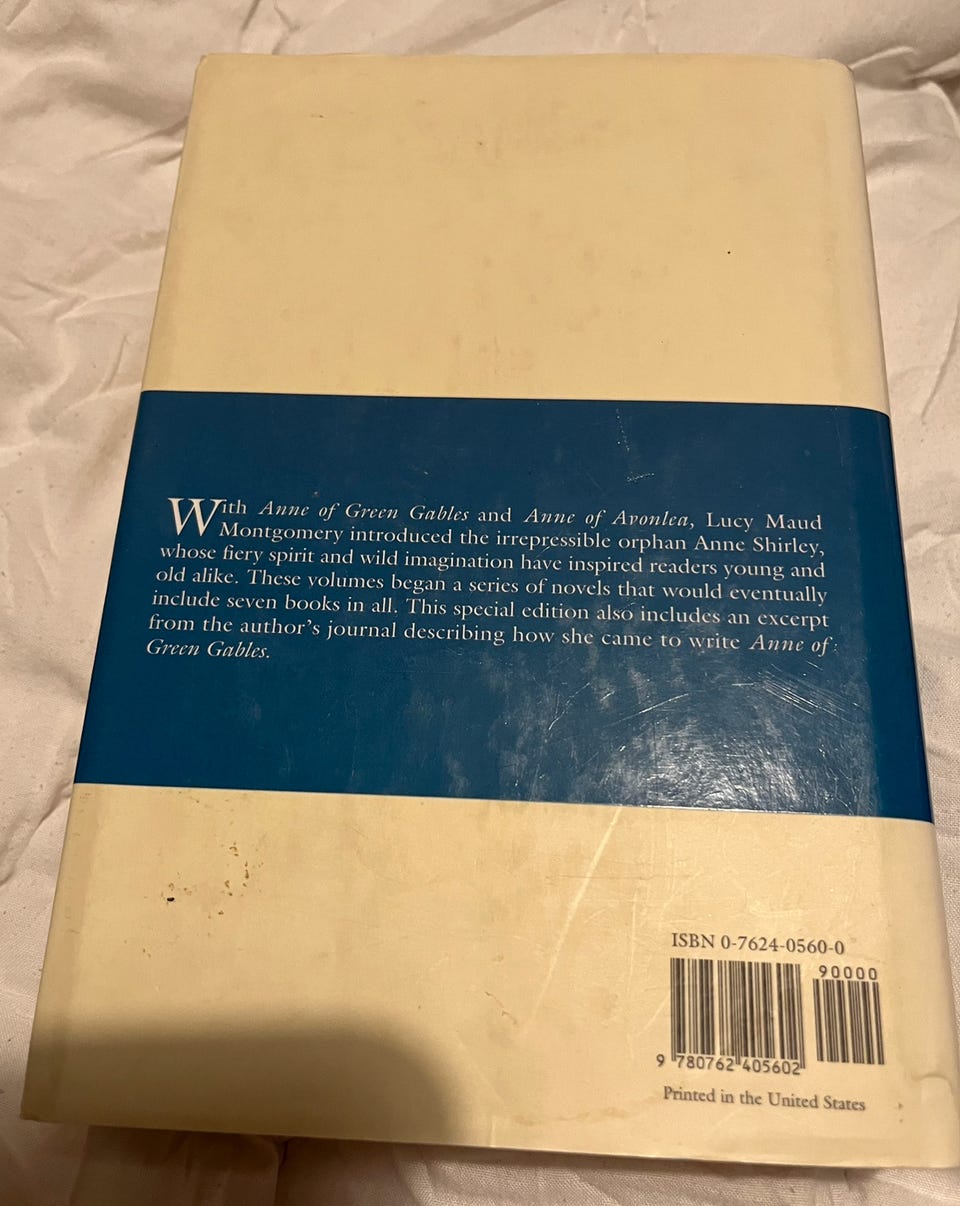 With Anne of Green Gables and Anne of Avonlea, Lucy Maud
Montgomery introduced the irrepressible orphan Anne Shirley,
whose fiery spirit and wild imagination have inspired readers young and
old alike. These volumes began a series of novels that would eventually
include seven books in all. This special edition also includes an excerpt
from the author's journal describing how she came to write Anne of
Green Gables.
ISBN 0-7624-0560-0
90000
9 780762 405602
Printed in the United States